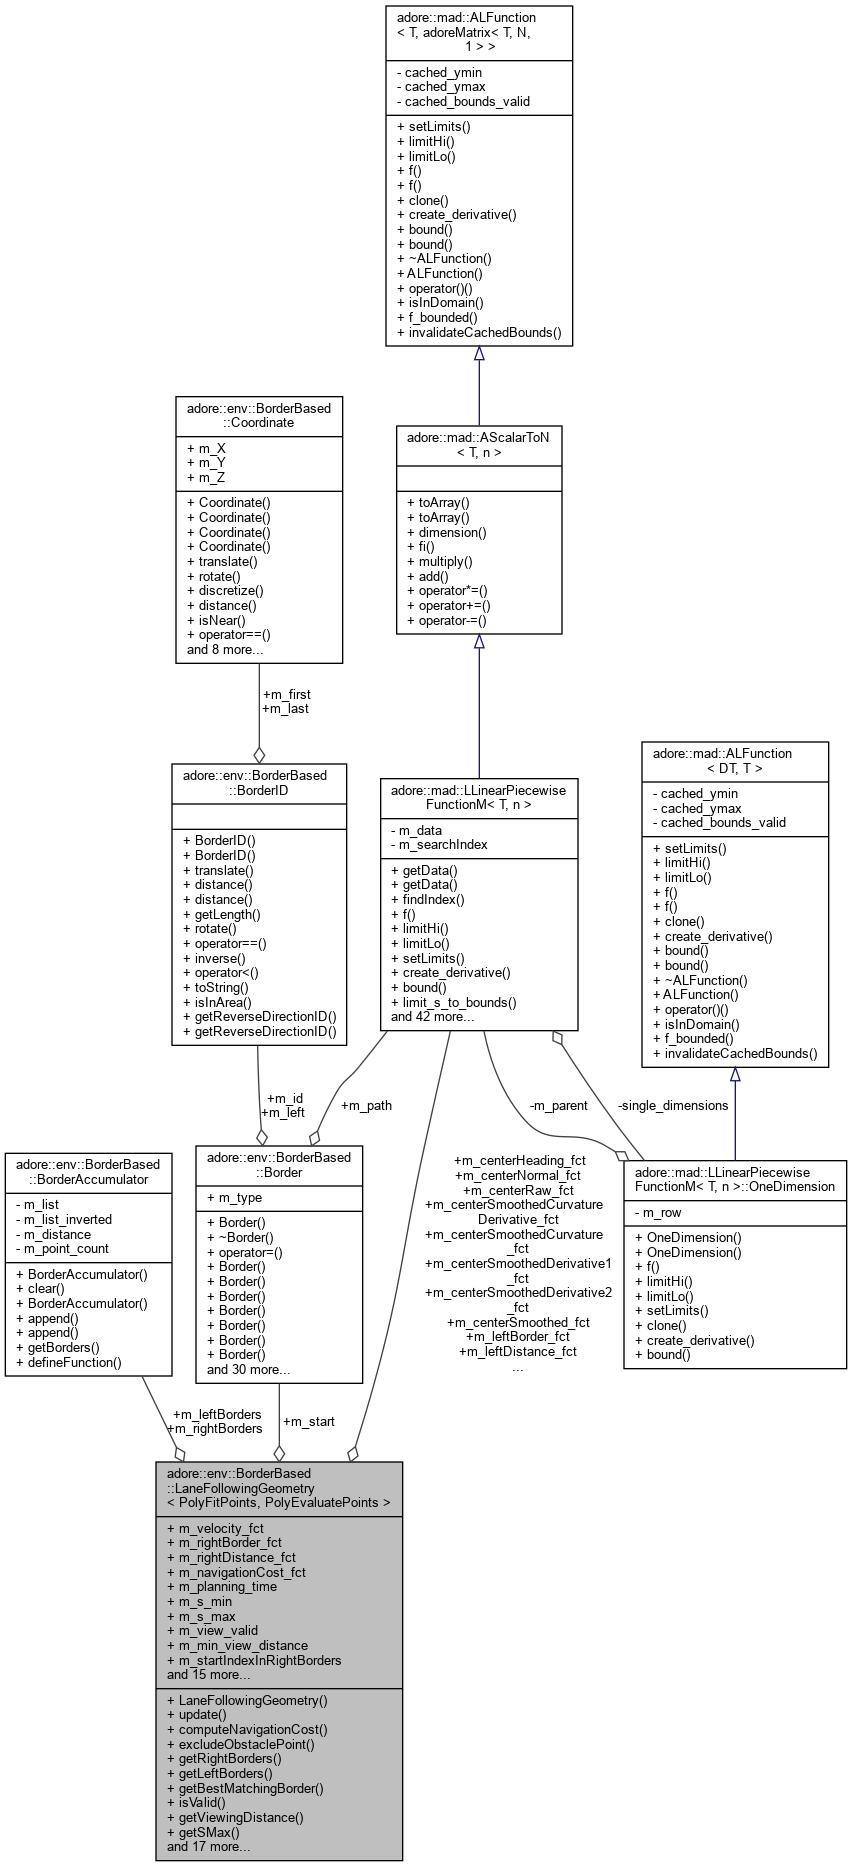 adore::mad::ALFunction
< T, adoreMatrix< T, N,
1 > >
- cached_ymin
- cached_ymax
- cached_bounds_valid
+ setLimits()
+ limitHi()
+ limitLo()
+ f()
+ f()
+ clone()
+ create_derivative()
+ bound()
+ bound()
+ ~ALFunction()
+ ALFunction()
+ operator()()
+ isInDomain()
+ f_bounded()
+ invalidateCachedBounds()
adore::env::BorderBased
::Coordinate
+ m_X
+ m_Y
+ m_Z
+ Coordinate()
+ Coordinate()
+ Coordinate()
+ Coordinate()
+ translate()
+ rotate()
+ discretize()
+ distance()
+ isNear()
+ operator==()
and 8 more...
adore::mad::AScalarToN
< T, n >
+ toArray()
+ toArray()
+ dimension()
+ fi()
+ multiply()
+ add()
+ operator*=()
+ operator+=()
+ operator-=()
+m_first
+m_last
adore::env::BorderBased
::BorderID
+ BorderID()
+ BorderID()
+ translate()
+ distance()
+ distance()
+ getLength()
+ rotate()
+ operator==()
+ inverse()
+ operator<()
+ toString()
+ isInArea()
+ getReverseDirectionID()
+ getReverseDirectionID()
adore::mad::LLinearPiecewise
FunctionM< T, n >
- m_data
- m_searchIndex
+ getData()
+ getData()
+ findIndex()
+ f()
+ limitHi()
+ limitLo()
+ setLimits()
+ create_derivative()
+ bound()
+ limit_s_to_bounds()
and 42 more...
adore::mad::ALFunction
< DT, T >
- cached_ymin
- cached_ymax
- cached_bounds_valid
+ setLimits()
+ limitHi()
+ limitLo()
+ f()
+ f()
+ clone()
+ create_derivative()
+ bound()
+ bound()
+ ~ALFunction()
+ ALFunction()
+ operator()()
+ isInDomain()
+ f_bounded()
+ invalidateCachedBounds()
+m_id
+m_left
+m_path
-m_parent
-single_dimensions
adore::env::BorderBased
::BorderAccumulator
- m_list
- m_list_inverted
- m_distance
- m_point_count
+ BorderAccumulator()
+ clear()
+ BorderAccumulator()
+ append()
+ append()
+ getBorders()
+ defineFunction()
adore::env::BorderBased
::Border
+ m_type
+ Border()
+ ~Border()
+ operator=()
+ Border()
+ Border()
+ Border()
+ Border()
+ Border()
+ Border()
+ Border()
and 30 more...
+m_centerHeading_fct
+m_centerNormal_fct
+m_centerRaw_fct
+m_centerSmoothedCurvature
Derivative_fct
+m_centerSmoothedCurvature
_fct
+m_centerSmoothedDerivative1
_fct
+m_centerSmoothedDerivative2
_fct
+m_centerSmoothed_fct
+m_leftBorder_fct
+m_leftDistance_fct
...
adore::mad::LLinearPiecewise
FunctionM< T, n >::OneDimension
- m_row
+ OneDimension()
+ OneDimension()
+ f()
+ limitHi()
+ limitLo()
+ setLimits()
+ clone()
+ create_derivative()
+ bound()
+m_leftBorders
+m_rightBorders
+m_start
adore::env::BorderBased
::LaneFollowingGeometry
< PolyFitPoints, PolyEvaluatePoints >
+ m_velocity_fct
+ m_rightBorder_fct
+ m_rightDistance_fct
+ m_navigationCost_fct
+ m_planning_time
+ m_s_min
+ m_s_max
+ m_view_valid
+ m_min_view_distance
+ m_startIndexInRightBorders
and 15 more...
+ LaneFollowingGeometry()
+ update()
+ computeNavigationCost()
+ excludeObstaclePoint()
+ getRightBorders()
+ getLeftBorders()
+ getBestMatchingBorder()
+ isValid()
+ getViewingDistance()
+ getSMax()
and 17 more...